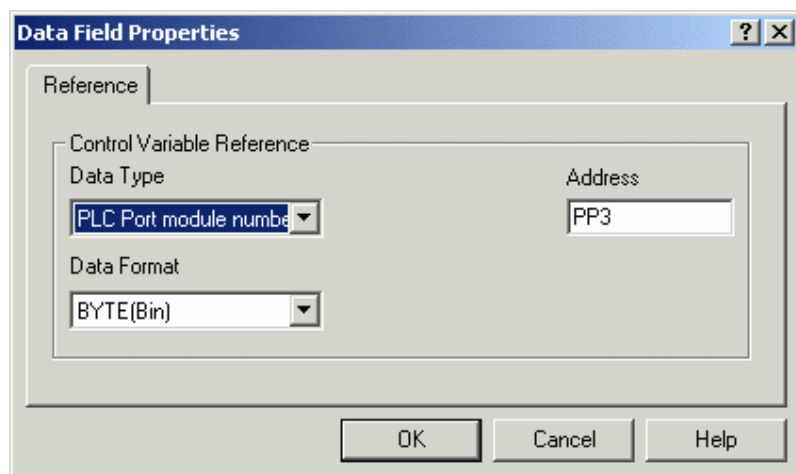 Data Field Properties
Reference
Control Variable Reference
Data Type
Address
PLC Port module numbe
PP3
Data Format
BYTE(Bin)
OK
Cancel
Help